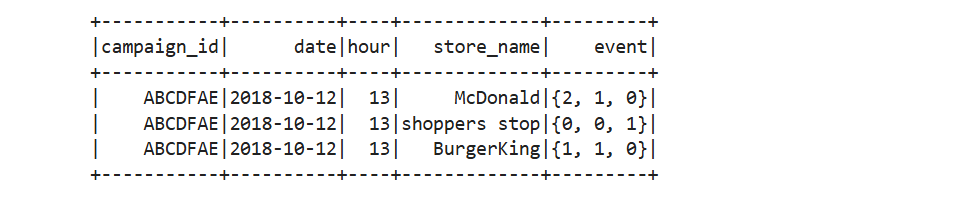 +-----------+----------+----+-------------+---------+
|campaign_id|      date|hour|   store_name|    event|
+-----------+----------+----+-------------+---------+
|    ABCDFAE|2018-10-12|  13|     McDonald|{2, 1, 0}|
|    ABCDFAE|2018-10-12|  13|shoppers stop|{0, 0, 1}|
|    ABCDFAE|2018-10-12|  13|   BurgerKing|{1, 1, 0}|
+-----------+----------+----+-------------+---------+